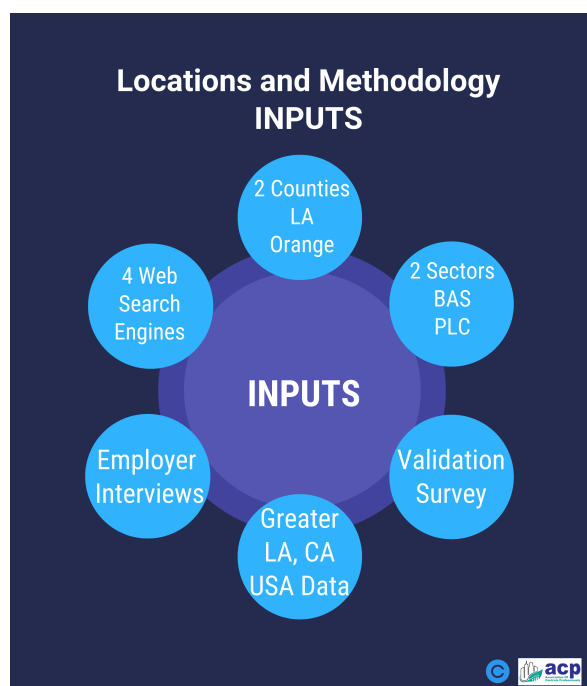 Locations and Methodology
INPUTS
2 Counties
LA
Orange
2 Sectors
BAS
PLC
Validation
Survey
Greater
LA, CA
USA Data
Employer
Interviews
4 Web
Search
Engines
INPUTS
C
acp